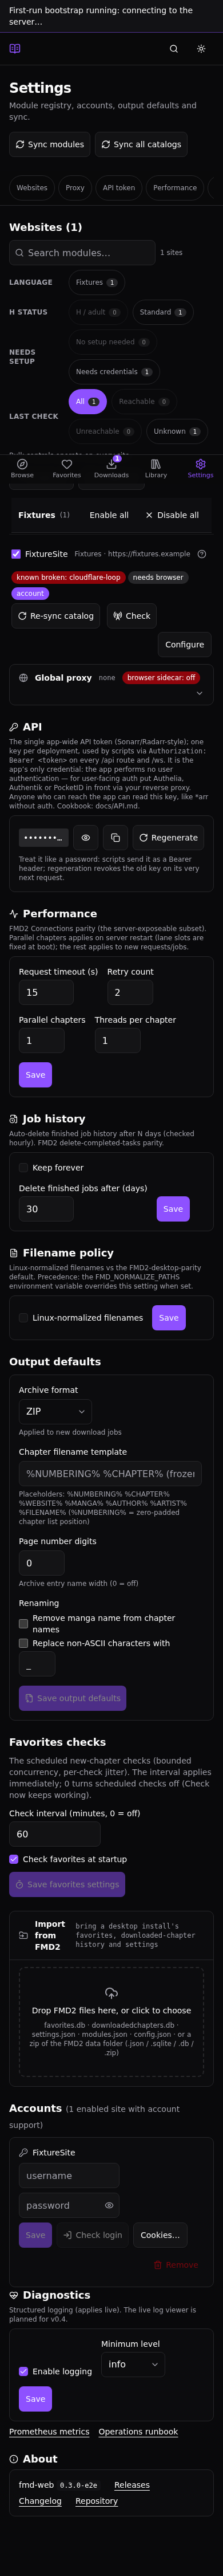 First-run bootstrap running: connecting to the
server…
Settings
Module registry, accounts, output defaults and
sync.
Sync modules
Sync all catalogs
Websites
Proxy
API token
Performance
Websites (1)
Search modules…
1 sites
LANGUAGE
Fixtures 1
H STATUS
H / adult 0
Standard 1
NEEDS
SETUP
No setup needed 0
Needs credentials 1
LAST CHECK
All 1
Reachable 0
Unreachable 0
Unknown 1
Browse
Favorites
1
Downloads
Library
Settings
Fixtures (1)
Enable all
Disable all
FixtureSite
Fixtures · https://fixtures.example
known broken: cloudflare-loop
needs browser
account
Re-sync catalog
Check
Configure
Global proxy
none
browser sidecar: off
API
The single app-wide API token (Sonarr/Radarr-style); one
key per deployment, used by scripts via Authorization:
Bearer <token> on every /api route and /ws. It is the
app's only credential: the app performs no user
authentication — for user-facing auth put Authelia,
Authentik or PocketID in front via your reverse proxy.
Anyone who can reach the app can read this key, like *arr
without auth. Cookbook: docs/API.md.
•••••••…
Regenerate
Treat it like a password: scripts send it as a Bearer
header; regeneration revokes the old key on its very
next request.
Performance
FMD2 Connections parity (the server-exposeable subset).
Parallel chapters applies on server restart (lane slots are
fixed at boot); the rest applies to new requests/jobs.
Request timeout (s)
Retry count
15
2
Parallel chapters
Threads per chapter
1
1
Save
Job history
Auto-delete finished job history after N days (checked
hourly). FMD2 delete-completed-tasks parity.
Keep forever
Delete finished jobs after (days)
30
Save
Filename policy
Linux-normalized filenames vs the FMD2-desktop-parity
default. Precedence: the FMD_NORMALIZE_PATHS
environment variable overrides this setting when set.
Linux-normalized filenames
Save
Output defaults
Archive format
ZIP
Applied to new download jobs
Chapter filename template
%NUMBERING% %CHAPTER% (frozen
Placeholders: %NUMBERING% %CHAPTER%
%WEBSITE% %MANGA% %AUTHOR% %ARTIST%
%FILENAME% (%NUMBERING% = zero-padded
chapter list position)
Page number digits
0
Archive entry name width (0 = off)
Renaming
Remove manga name from chapter
names
Replace non-ASCII characters with
_
Save output defaults
Favorites checks
The scheduled new-chapter checks (bounded
concurrency, per-check jitter). The interval applies
immediately; 0 turns scheduled checks off (Check
now keeps working).
Check interval (minutes, 0 = off)
60
Check favorites at startup
Save favorites settings
Import
from
FMD2
bring a desktop install's
favorites, downloaded-chapter
history and settings
Drop FMD2 files here, or click to choose
favorites.db · downloadedchapters.db ·
settings.json · modules.json · config.json · or a
zip of the FMD2 data folder (.json / .sqlite / .db /
.zip)
Accounts (1 enabled site with account
support)
FixtureSite
username
password
Save
Check login
Cookies…
Remove
Diagnostics
Structured logging (applies live). The live log viewer is
planned for v0.4.
Enable logging
Minimum level
info
Save
Prometheus metrics
Operations runbook
About
fmd-web 0.3.0-e2e
Releases
Changelog
Repository